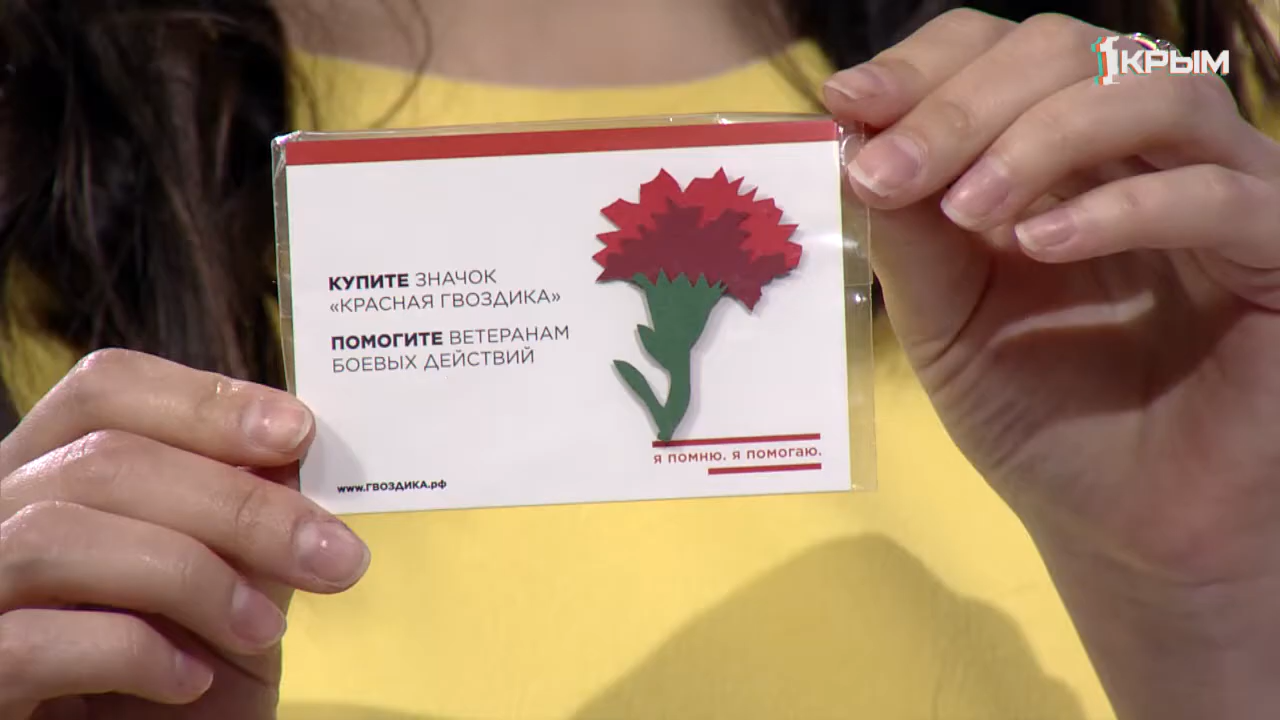 1КРЫМ
КУПИТЕ ЗНАЧОК
«КРАСНАЯ ГВОЗДИКА»
ПОМОГИТЕ ВЕТЕРАНАМ
БОЕВЫХ ДЕЙСТВИЙ
я помню. я помогаю.
www.ГВОЗДИКА.рф